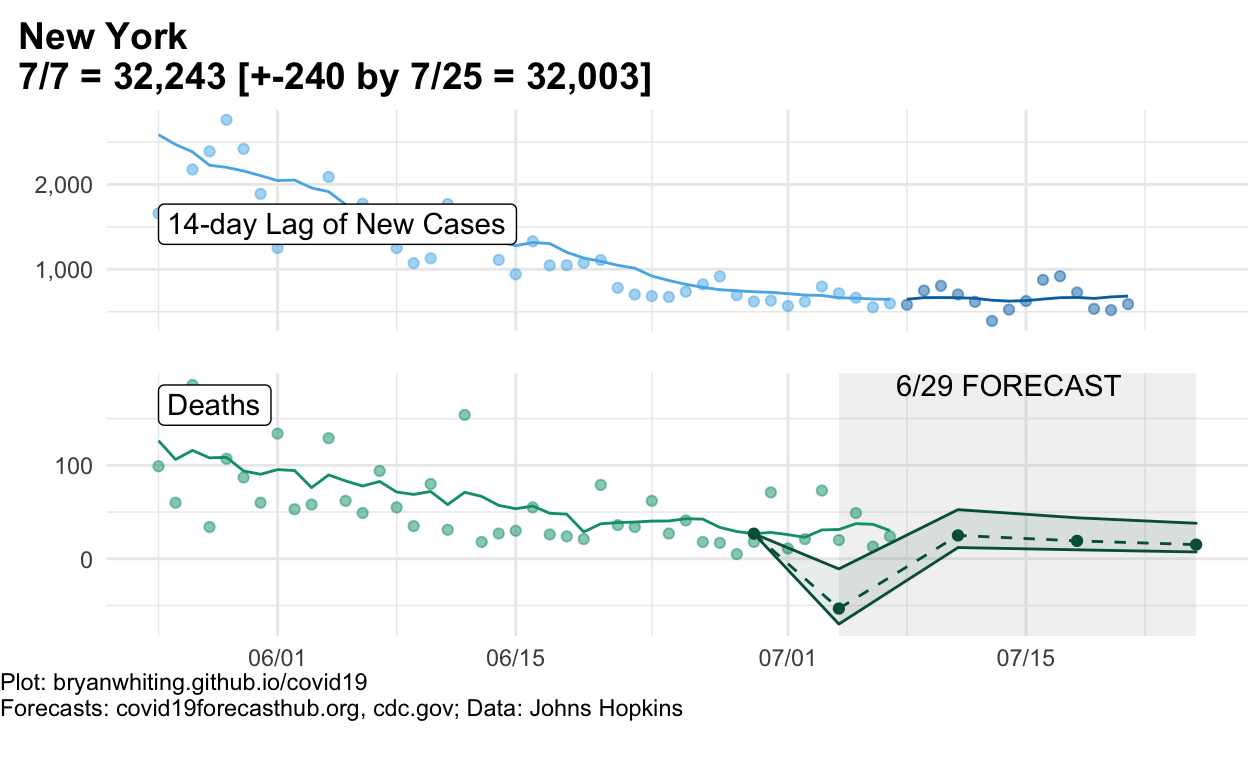 New York
7/7 = 32,243 [+-240 by 7/25 = 32,003]
2,000
14-day Lag of New Cases
1,000
6/29 FORECAST
Deaths
100
0
06/01 06/15 07/01 07/15
Plot: bryanwhiting.github.io/covid19
Forecasts: covid19forecasthub.org, cdc.gov; Data: Johns Hopkins